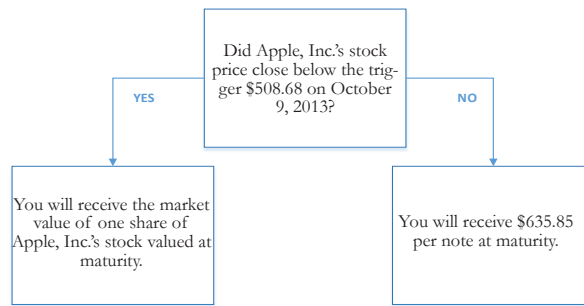 Did Apple, Inc.'s stock
price close below the trig-
ger $508.68 on October
9, 2013?
YES
NO
You will receive the market
value of one share of
Apple, Inc.'s stock valued at
maturity.
You will receive $635.85
per note at maturity.